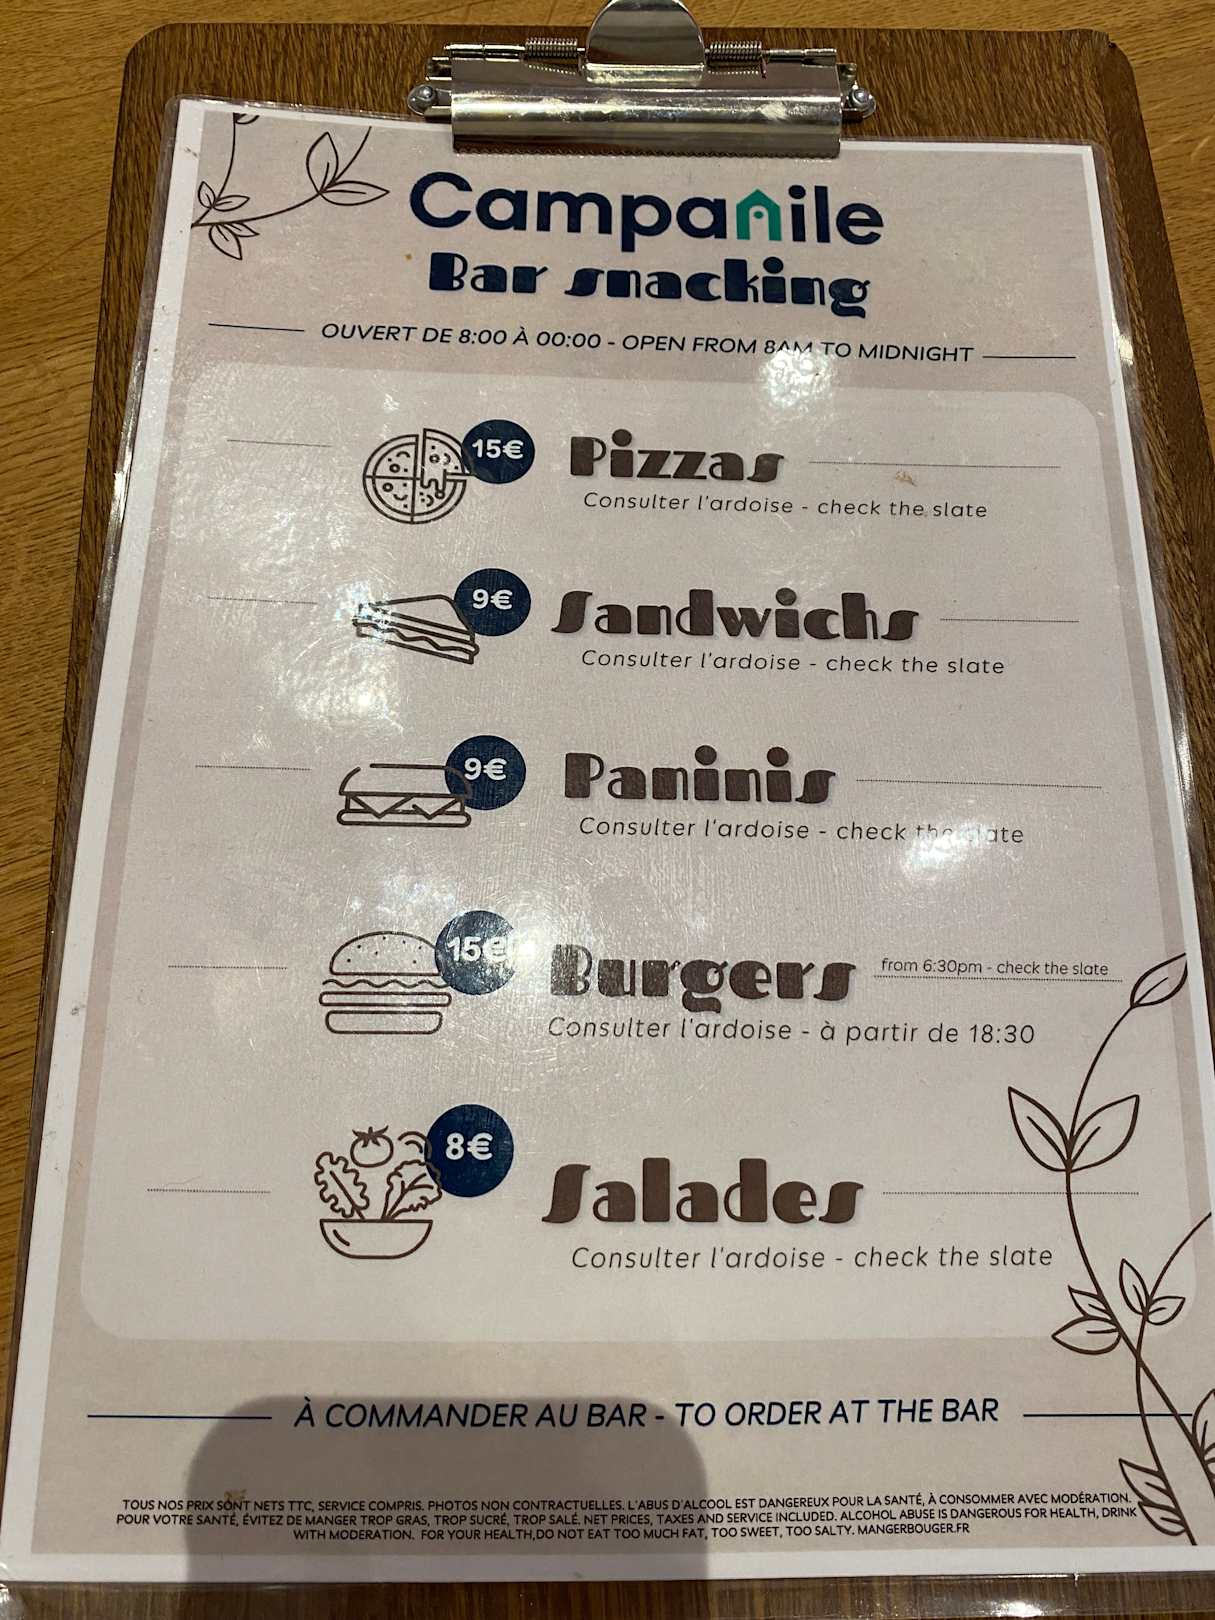 Campanile
Bar snacking
OUVERT DE 8:00 À 00:00 - OPEN FROM 8AM TO MIDNIGHT
15€ Pizzas
Consulter l'ardoise - check the slate
9€ Sandwichs
Consulter l'ardoise - check the slate
9€ Paninis
Consulter l'ardoise - check the slate
15€ Burgers from 6:30pm - check the slate
Consulter l'ardoise - à partir de 18:30
8€ Salades
Consulter l'ardoise - check the slate
À COMMANDER AU BAR - TO ORDER AT THE BAR
TOUS NOS PRIX SONT NETS TTC, SERVICE COMPRIS. PHOTOS NON CONTRACTUELLES. L'ABUS D'ALCOOL EST DANGEREUX POUR LA SANTÉ, À CONSOMMER AVEC MODÉRATION.
POUR VOTRE SANTÉ, ÉVITEZ DE MANGER TROP GRAS, TROP SUCRÉ, TROP SALÉ. NET PRICES, TAXES AND SERVICE INCLUDED. ALCOHOL ABUSE IS DANGEROUS FOR HEALTH, DRINK
WITH MODERATION. FOR YOUR HEALTH,DO NOT EAT TOO MUCH FAT, TOO SWEET, TOO SALTY. MANGERBOUGER.FR